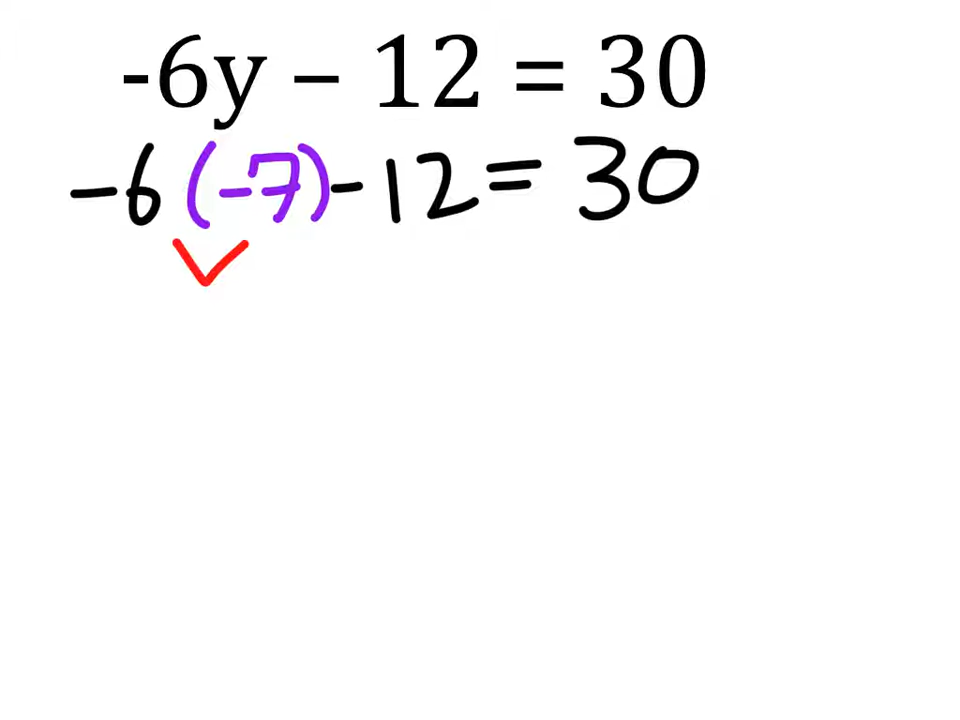 -6y – 12 = 30
-6(-7)-12=30